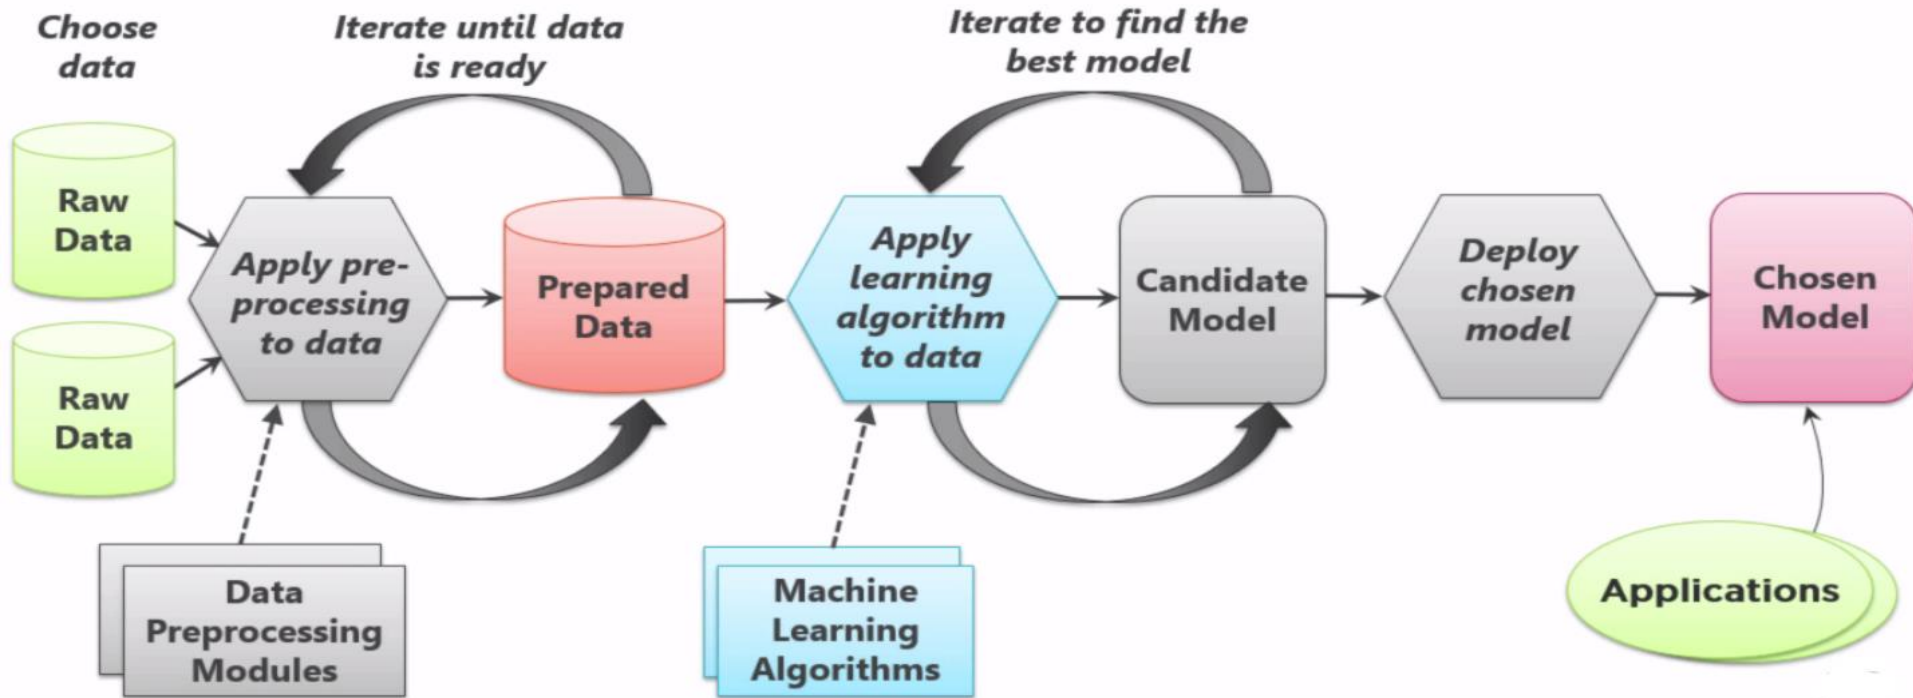 Choose
data
Iterate until data
is ready
Iterate to find the
best model
Raw
Data
Raw
Data
Apply pre-
processing
to data
Prepared
Data
Apply
learning
algorithm
to data
Candidate
Model
Deploy
chosen
model
Chosen
Model
Data
Preprocessing
Modules
Machine
Learning
Algorithms
Applications